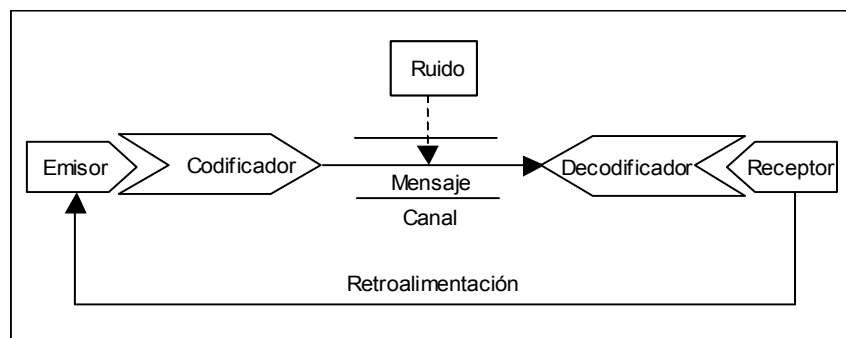 Ruido
Emisor
Codificador
Mensaje
Canal
Decodificador
Receptor
Retroalimentación